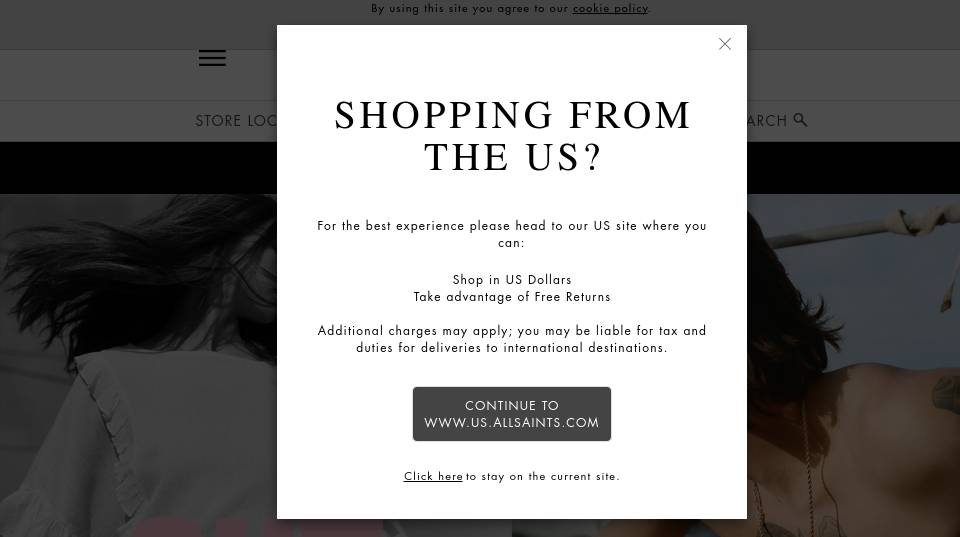 By using this site you agree to our cookie policy.
STORE LOC
ARCH
SHOPPING FROM
THE US?
For the best experience please head to our US site where you
can:
Shop in US Dollars
Take advantage of Free Returns
Additional charges may apply; you may be liable for tax and
duties for deliveries to international destinations.
CONTINUE TO
WWW.US.ALLSAINTS.COM
Click here to stay on the current site.